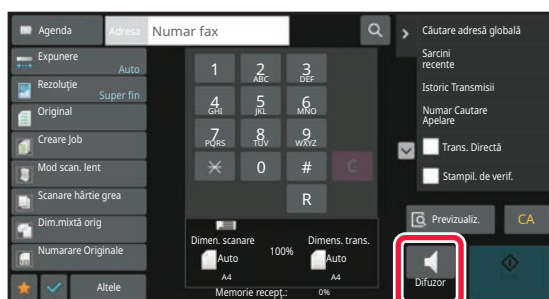 Agenda
Adresa
Numar fax
Expunere
Auto
Rezoluție
Super fin
Original
Creare Job
Mod scan. lent
Scanare hârtie grea
Dim.mixtă orig
Numarare Originale
Altele
1
2 ABC
3 DEF
4 GHI
5 JKL
6 MNO
7 PQRS
8 TUV
9 WXYZ
0
#
C
R
Dimen. scanare
100%
Dimens. trans.
Auto
A4
Auto
A4
Memorie recept.:
0%
Căutare adresă globală
Sarcini
recente
Istoric Transmisii
Numar Cautare
Apelare
Trans. Directă
Stampil. de verif.
Previzualiz.
CA
Difuzor